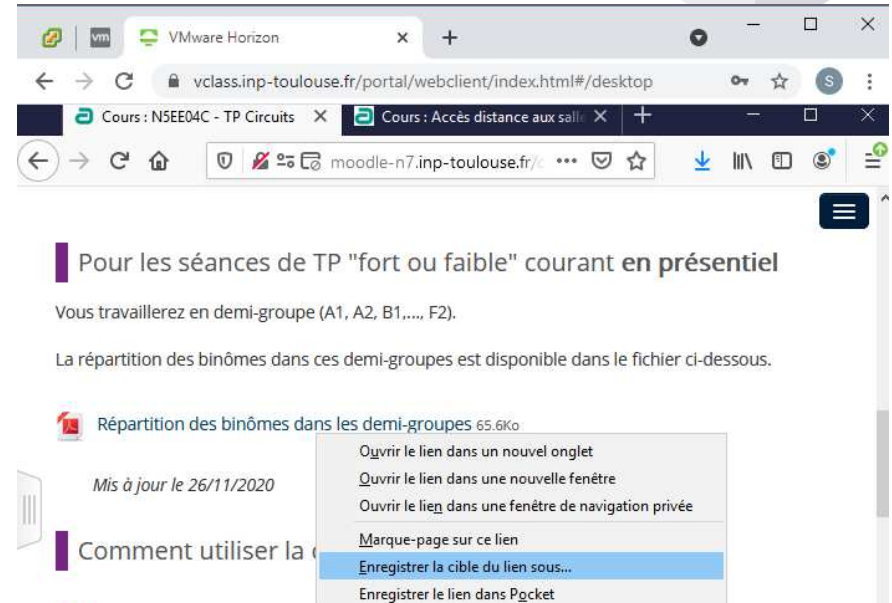 vm VMware Horizon
vclass.inp-toulouse.fr/portal/webclient/index.html#/desktop S
Cours : N5EE04C - TP Circuits Cours : Accès distance aux salle
moodle-n7.inp-toulouse.fr/
Pour les séances de TP "fort ou faible" courant en présentiel
Vous travaillerez en demi-groupe (A1, A2, B1,..., F2).
La répartition des binômes dans ces demi-groupes est disponible dans le fichier ci-dessous.
Répartition des binômes dans les demi-groupes 65.6Ko
Ouvrir le lien dans un nouvel onglet
Ouvrir le lien dans une nouvelle fenêtre
Mis à jour le 26/11/2020
Ouvrir le lien dans une fenêtre de navigation privée
Marque-page sur ce lien
Comment utiliser la
Enregistrer la cible du lien sous...
Enregistrer le lien dans Pocket